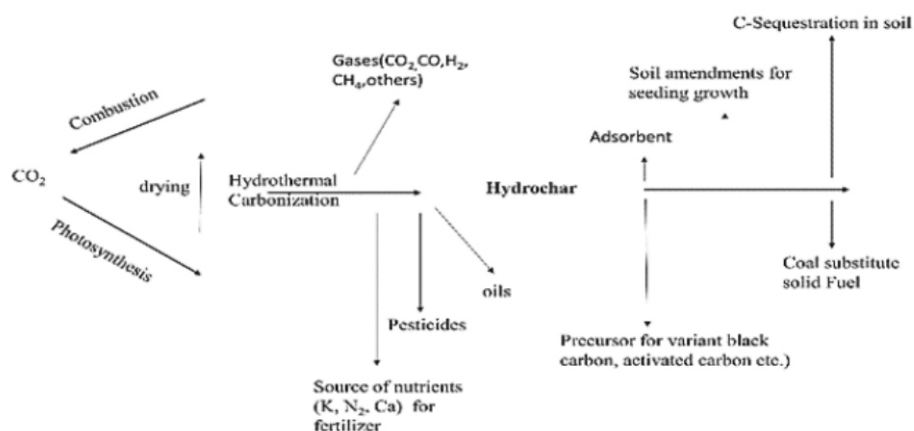 C-Sequestration in soil
Gases(CO₂,CO,H₂,
CH₄,others)
Soil amendments for
seeding growth
Combustion
Adsorbent
CO₂
drying
Hydrothermal
Carbonization
Hydrochar
Photosynthesis
Coal substitute
solid Fuel
oils
Pesticides
Precursor for variant black
carbon, activated carbon etc.)
Source of nutrients
(K, N₂, Ca) for
fertilizer